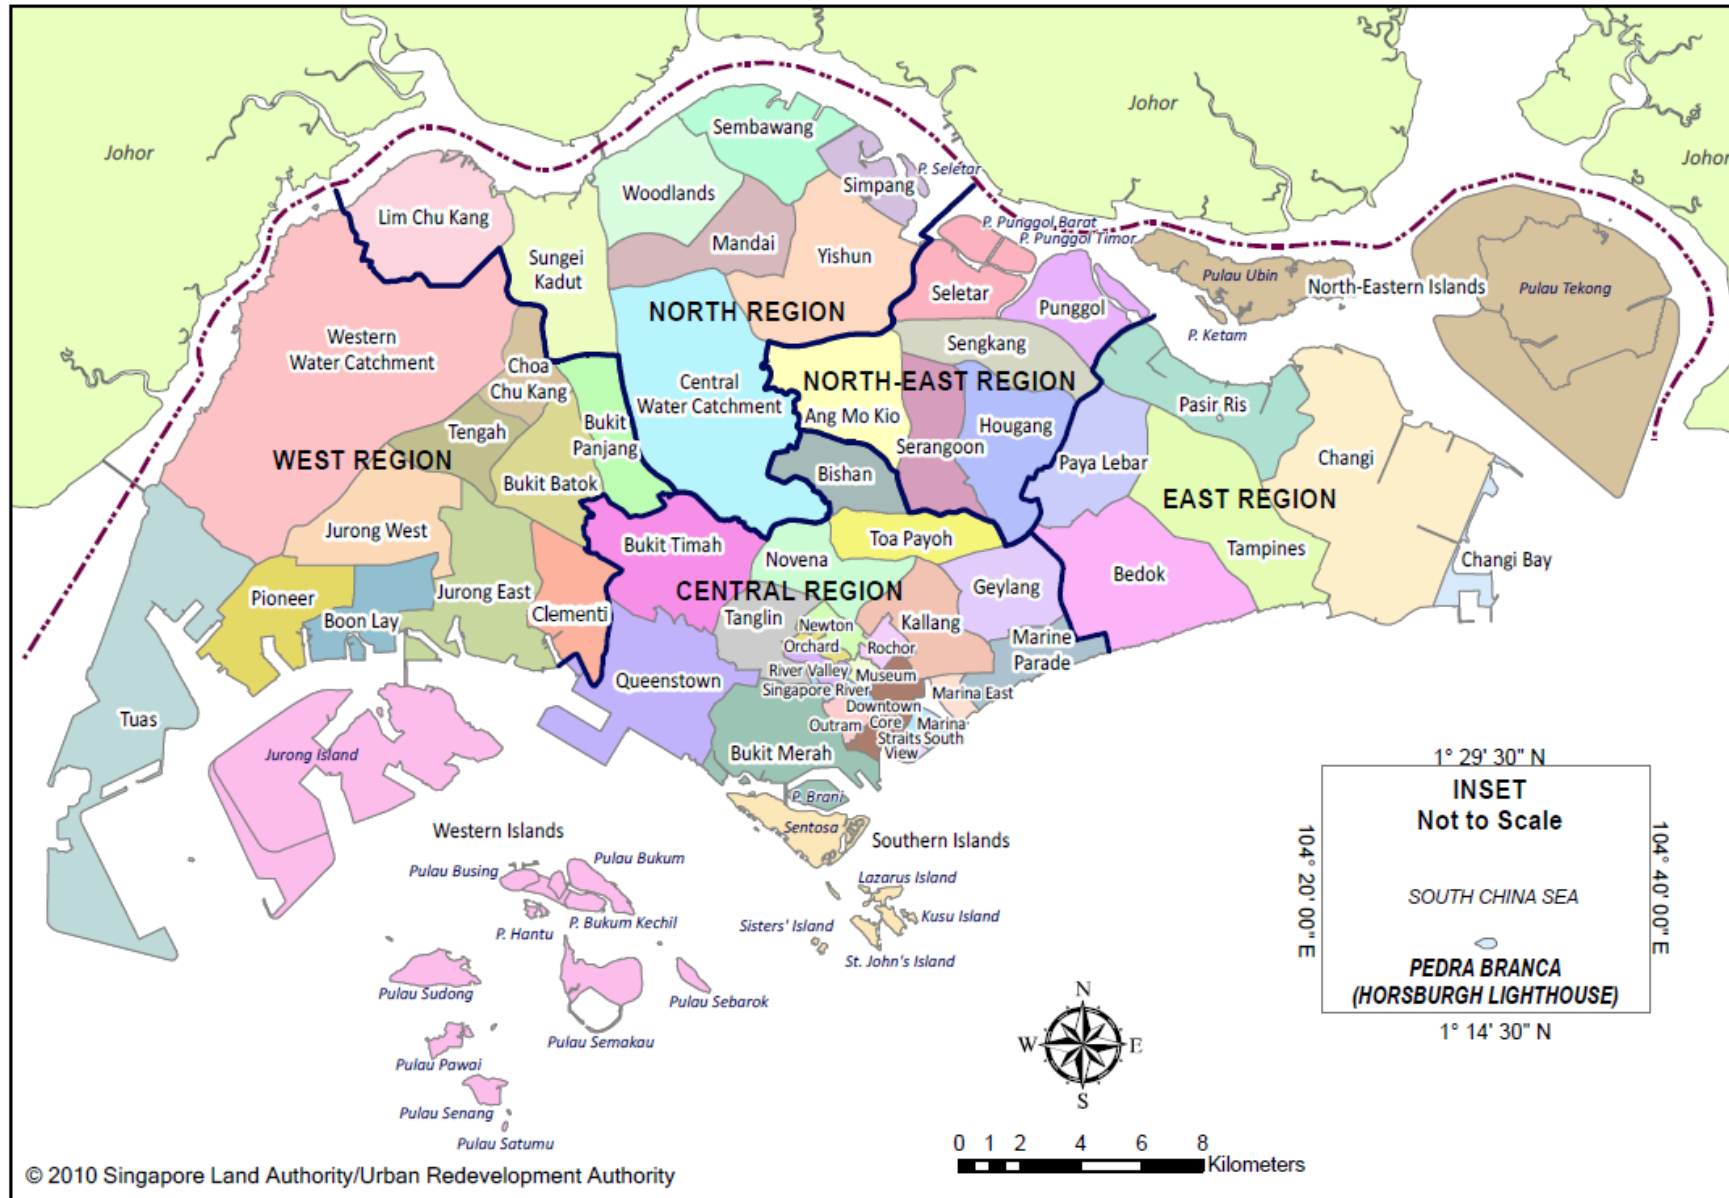 Johor
Johor
Johor
Sembawang
Woodlands
Simpang
P. Seletar
Lim Chu Kang
Sungei
Kadut
Mandai
Yishun
P. Punggol Barat
P. Punggol Timor
Seletar
Punggol
Pulau Ubin
North-Eastern Islands
Pulau Tekong
P. Ketam
NORTH REGION
Western
Water Catchment
Choa
Chu Kang
Central
Water Catchment
Sengkang
NORTH-EAST REGION
Ang Mo Kio
Pasir Ris
Tengah
Bukit
Panjang
Hougang
Serangoon
WEST REGION
Bukit Batok
Bishan
Paya Lebar
Changi
EAST REGION
Jurong West
Bukit Timah
Toa Payoh
Novena
Tampines
Changi Bay
Bedok
Geylang
CENTRAL REGION
Pioneer
Jurong East
Boon Lay
Clementi
Tanglin
Newton
Kallang
Orchard
Rochor
Marine
Parade
River Valley
Museum
Queenstown
Singapore River
Marina East
Downtown
Core
Outram
Marina
South
Straits
View
Tuas
Bukit Merah
Jurong Island
P. Brani
Sentosa
Southern Islands
Western Islands
Pulau Bukum
Pulau Busing
Lazarus Island
P. Bukum Kechil
P. Hantu
Sisters' Island
Kusu Island
St. John's Island
Pulau Sudong
Pulau Sebarok
Pulau Semakau
Pulau Pawai
Pulau Senang
Pulau Satumu
1° 29' 30" N
INSET
Not to Scale
104° 20' 00" E
104° 40' 00" E
SOUTH CHINA SEA
PEDRA BRANCA
(HORSBURGH LIGHTHOUSE)
1° 14' 30" N
N
W
E
S
0 1 2 4 6 8
Kilometers
© 2010 Singapore Land Authority/Urban Redevelopment Authority